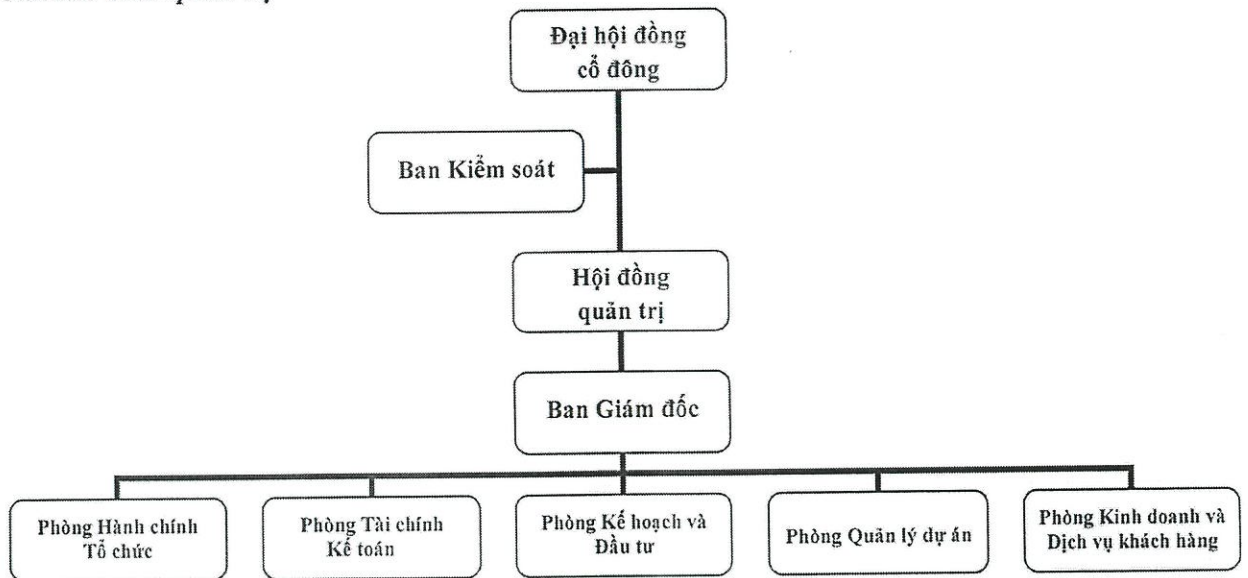 Đại hội đồng
cổ đông
Ban Kiểm soát
Hội đồng
quản trị
Ban Giám đốc
Phòng Hành chính
Tổ chức
Phòng Tài chính
Kế toán
Phòng Kế hoạch và
Đầu tư
Phòng Quản lý dự án
Phòng Kinh doanh và
Dịch vụ khách hàng